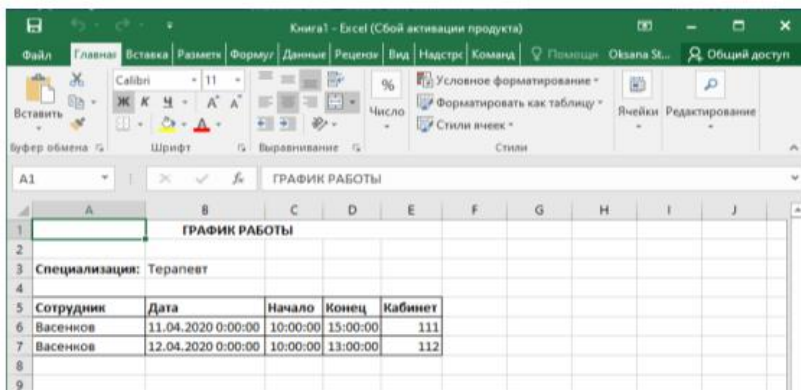 Книга1 - Excel (Сбой активации продукта)
Файл Главная Вставка Разметк Формул Данные Рецензи Вид Надстрс Команд Помощн Oksana St... Общий доступ
Calibri 11 % Условное форматирование
Ж К Ч А А Форматировать как таблицу
Вставить Число Стили ячеек Ячейки Редактирование
Буфер обмена Шрифт Выравнивание Стили
A1 fx ГРАФИК РАБОТЫ
A B C D E F G H I J
1 ГРАФИК РАБОТЫ
2
3 Специализация: Терапевт
4
5 Сотрудник Дата Начало Конец Кабинет
6 Васенков 11.04.2020 0:00:00 10:00:00 15:00:00 111
7 Васенков 12.04.2020 0:00:00 10:00:00 13:00:00 112
8
9